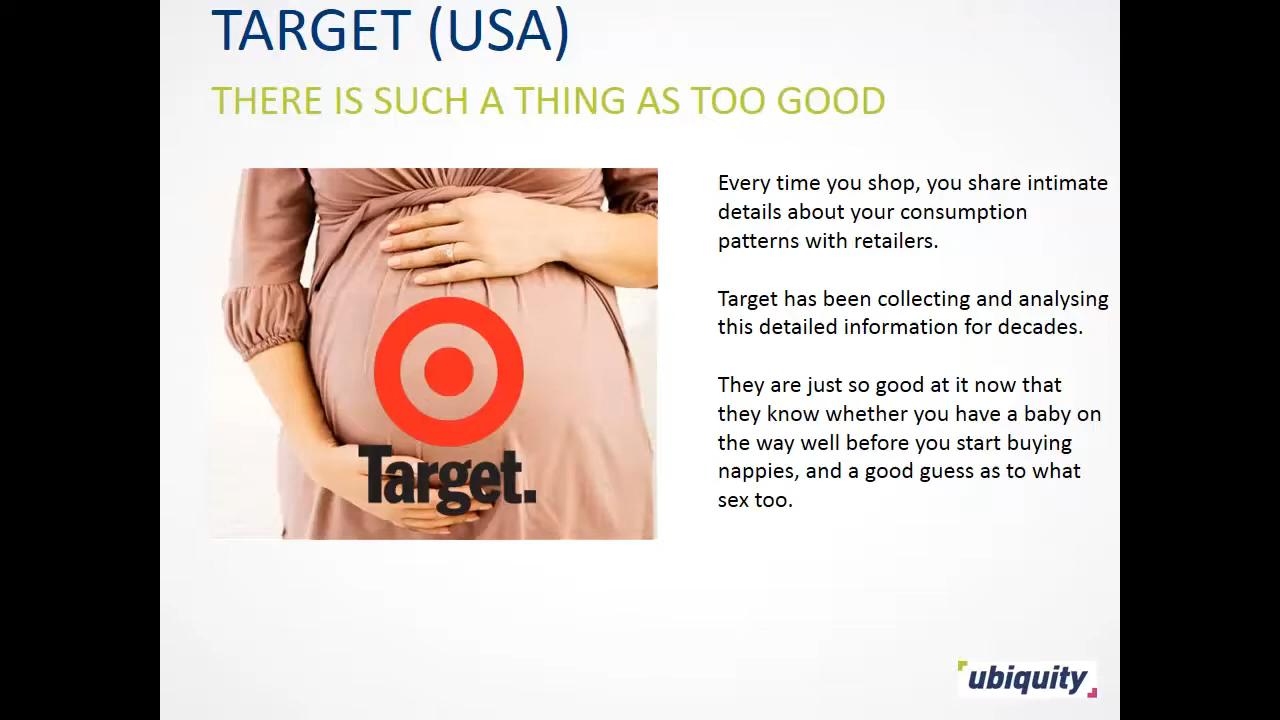 TARGET (USA)
THERE IS SUCH A THING AS TOO GOOD
Every time you shop, you share intimate
details about your consumption
patterns with retailers.
Target has been collecting and analysing
this detailed information for decades.
They are just so good at it now that
they know whether you have a baby on
the way well before you start buying
nappies, and a good guess as to what
sex too.
Target.
ubiquity